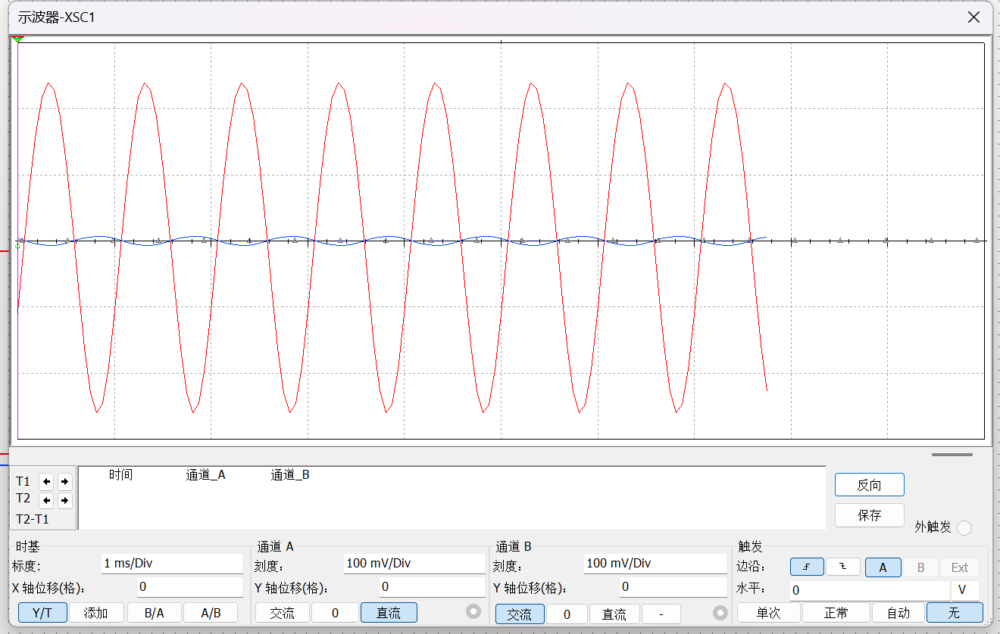 示波器-XSC1
时间 通道_A 通道_B
T1
T2
T2-T1
反向
保存
外触发
时基
标度: 1 ms/Div
X 轴位移(格): 0
Y/T 添加 B/A A/B
通道 A
刻度: 100 mV/Div
Y 轴位移(格): 0
交流 0 直流
通道 B
刻度: 100 mV/Div
Y 轴位移(格): 0
交流 0 直流 -
触发
边沿: A B Ext
水平: 0 V
单次 正常 自动 无